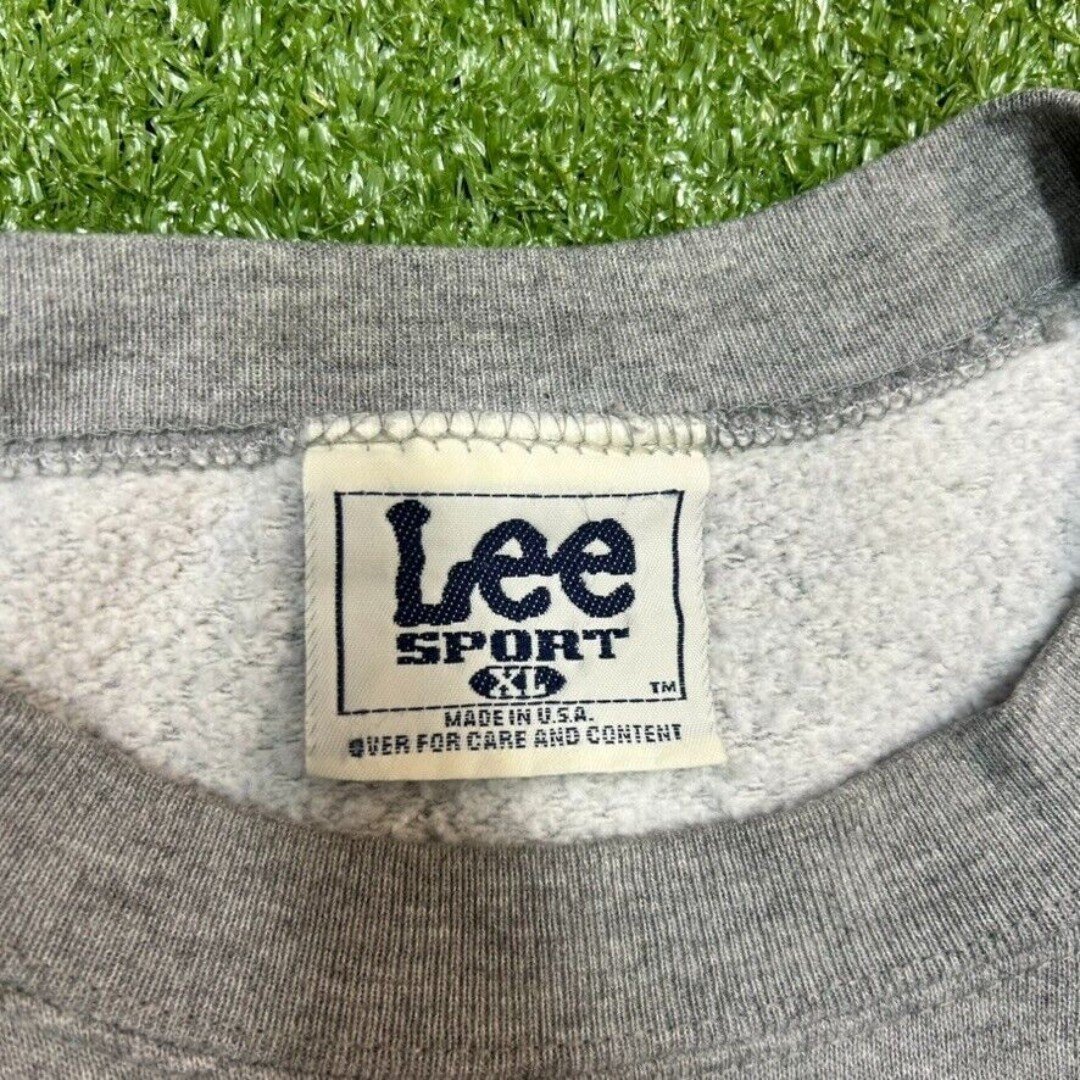 Lee
SPORT
XL
TM
MADE IN U.S.A.
OVER FOR CARE AND CONTENT